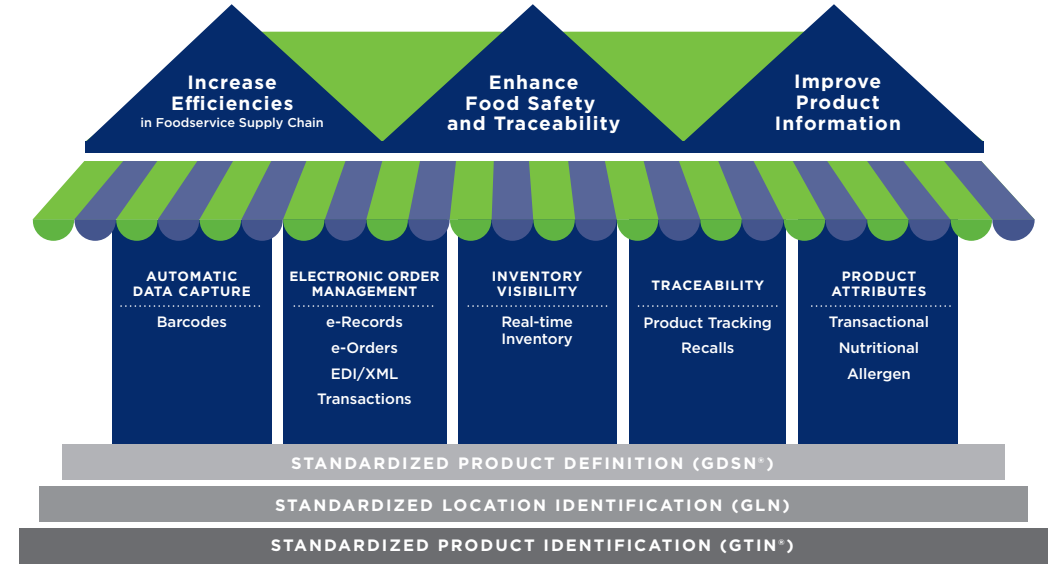 Increase
Efficiencies
in Foodservice Supply Chain
Enhance
Food Safety
and Traceability
Improve
Product
Information
AUTOMATIC
DATA CAPTURE
Barcodes
ELECTRONIC ORDER
MANAGEMENT
e-Records
e-Orders
EDI/XML
Transactions
INVENTORY
VISIBILITY
Real-time
Inventory
TRACEABILITY
Product Tracking
Recalls
PRODUCT
ATTRIBUTES
Transactional
Nutritional
Allergen
STANDARDIZED PRODUCT DEFINITION (GDSN®)
STANDARDIZED LOCATION IDENTIFICATION (GLN)
STANDARDIZED PRODUCT IDENTIFICATION (GTIN®)